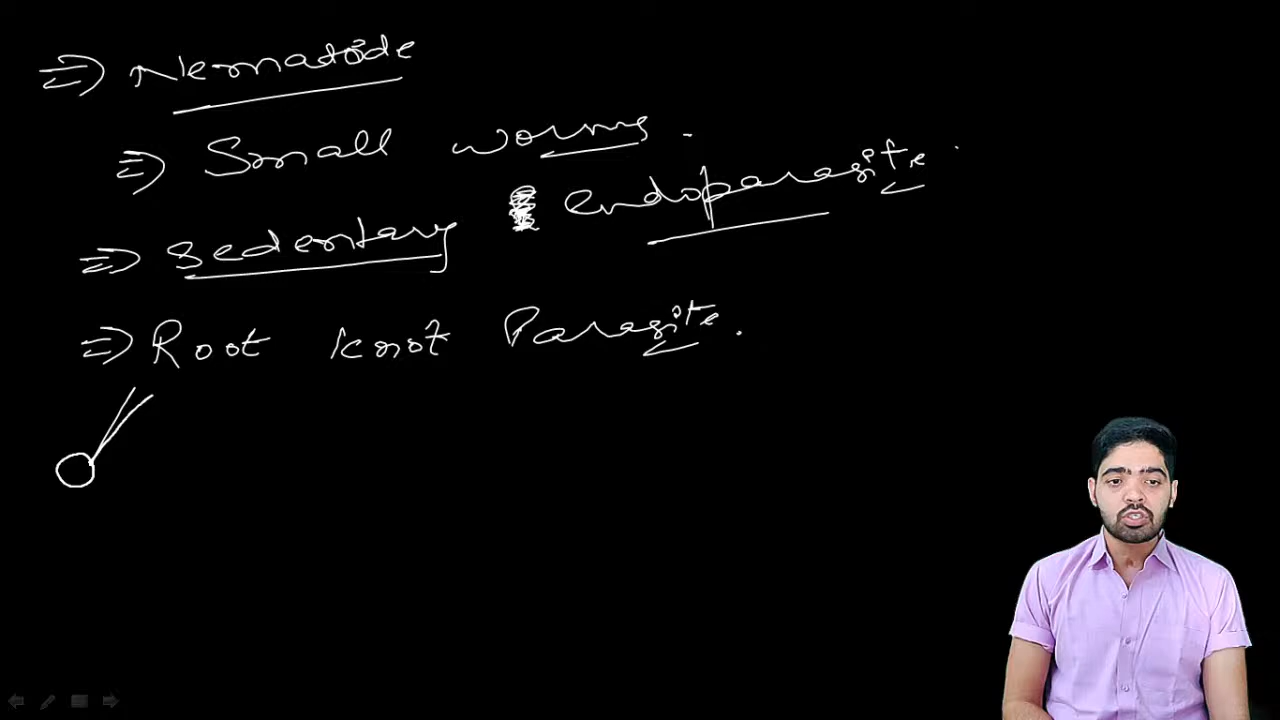 ⇒ Nematode
⇒ Small worms.
⇒ Sedentary endoparasite.
⇒ Root knot Parasite.